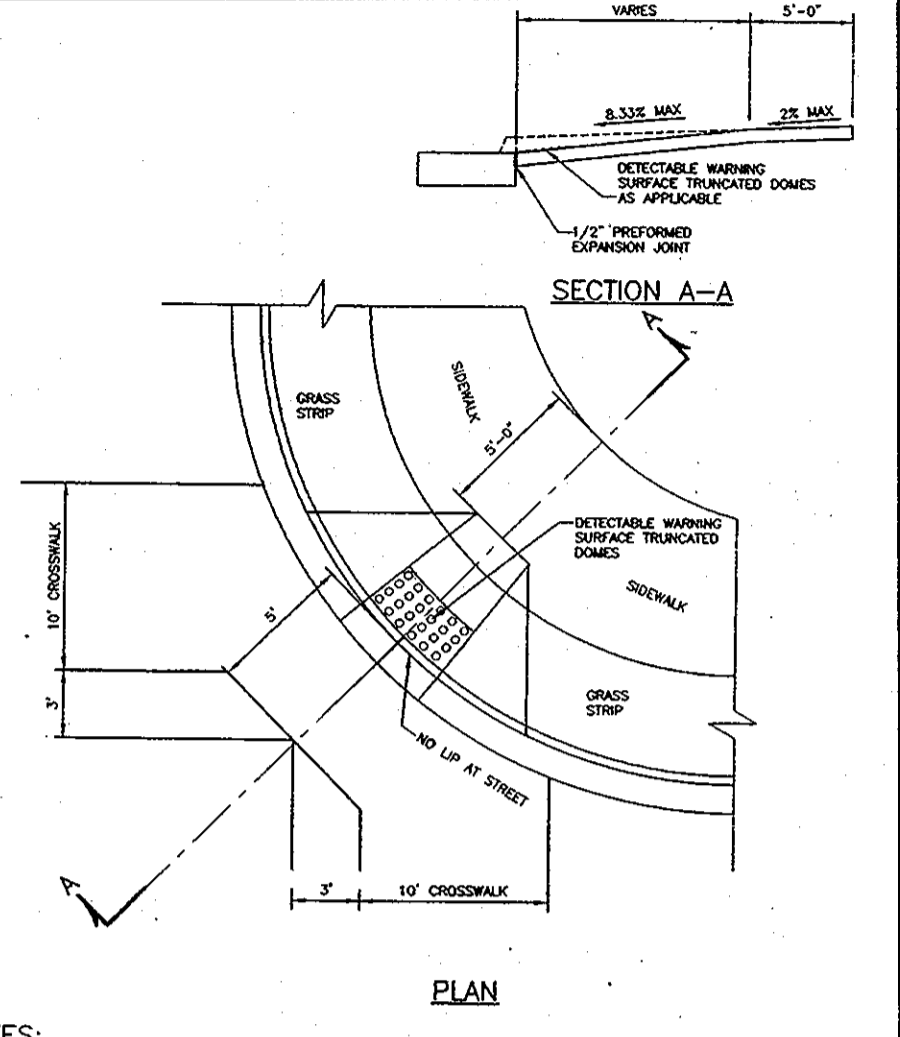 VARIES
5'-0"
8.33% MAX
2% MAX
DETECTABLE WARNING
SURFACE TRUNCATED DOMES
AS APPLICABLE
1/2" PREFORMED
EXPANSION JOINT
SECTION A-A
A
SIDEWALK
GRASS
STRIP
5'-0"
DETECTABLE WARNING
SURFACE TRUNCATED
DOMES
10' CROSSWALK
5'
SIDEWALK
3'
GRASS
STRIP
NO LIP AT STREET
A
3'
10' CROSSWALK
PLAN